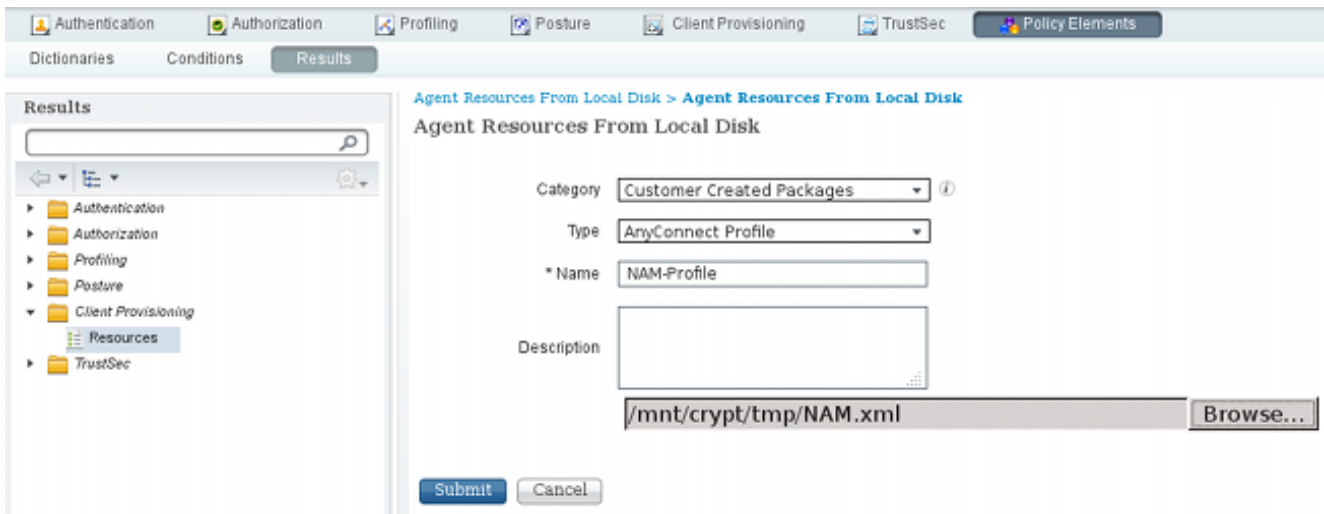 Authentication Authorization Profiling Posture Client Provisioning TrustSec Policy Elements
Dictionaries Conditions Results
Results
Authentication
Authorization
Profiling
Posture
Client Provisioning
Resources
TrustSec
Agent Resources From Local Disk > Agent Resources From Local Disk
Agent Resources From Local Disk
Category Customer Created Packages
Type AnyConnect Profile
* Name NAM-Profile
Description
/mnt/crypt/tmp/NAM.xml Browse...
Submit Cancel